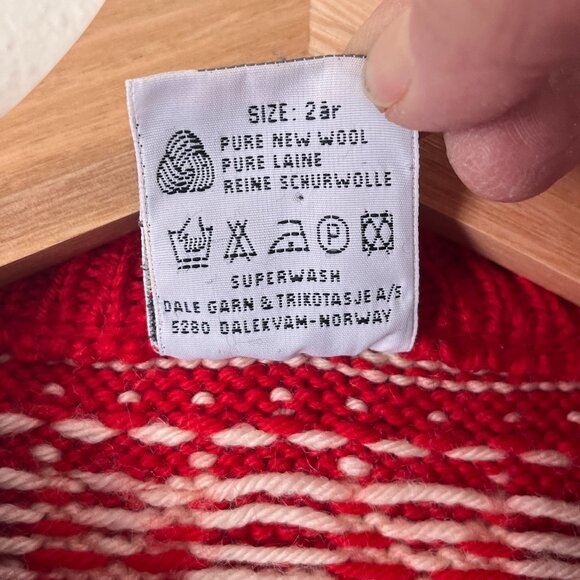 SIZE: 2år
PURE NEW WOOL
PURE LAINE
REINE SCHURWOLLE
P
SUPERWASH
DALE GARN & TRIKOTASJE A/S
5280 DALEKVAM-NORWAY